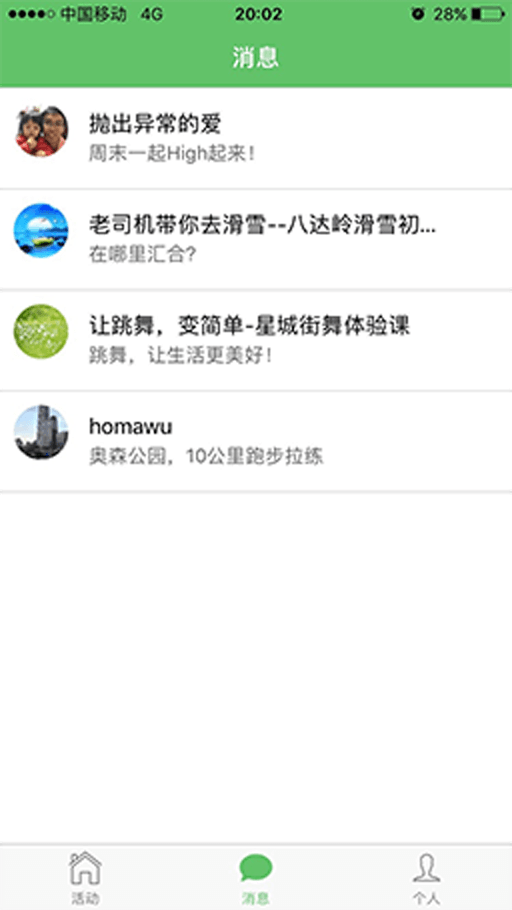 中国移动 4G 20:02 28%
消息
抛出异常的爱
周末一起High起来！
老司机带你去滑雪--八达岭滑雪初...
在哪里汇合？
让跳舞，变简单-星城街舞体验课
跳舞，让生活更美好！
homawu
奥森公园，10公里跑步拉练
活动 消息 个人